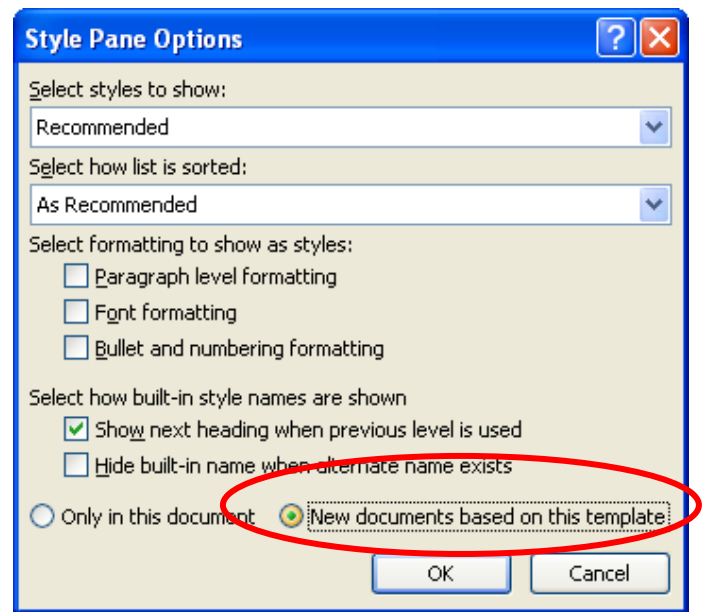 Style Pane Options
Select styles to show:
Recommended
Select how list is sorted:
As Recommended
Select formatting to show as styles:
Paragraph level formatting
Font formatting
Bullet and numbering formatting
Select how built-in style names are shown
Show next heading when previous level is used
Hide built-in name when alternate name exists
Only in this document New documents based on this template
OK Cancel